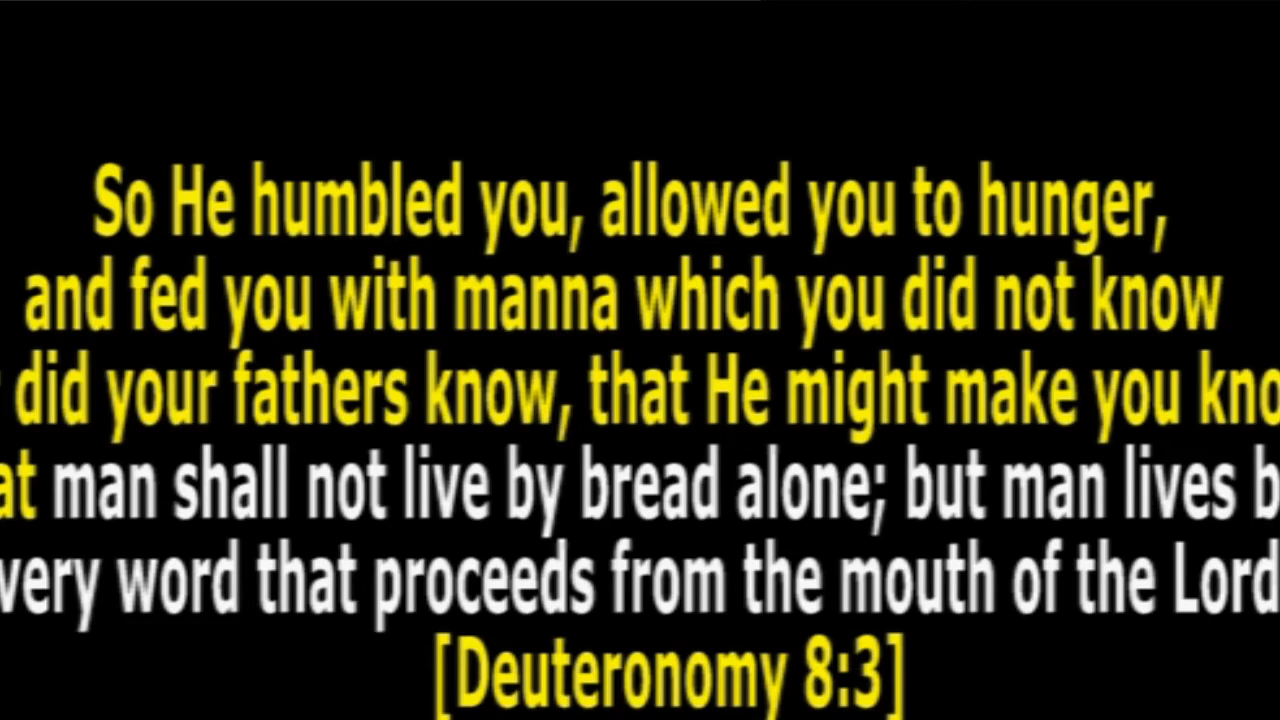 So He humbled you, allowed you to hunger,
and fed you with manna which you did not know
did your fathers know, that He might make you kno
at man shall not live by bread alone; but man lives b
very word that proceeds from the mouth of the Lord
[Deuteronomy 8:3]